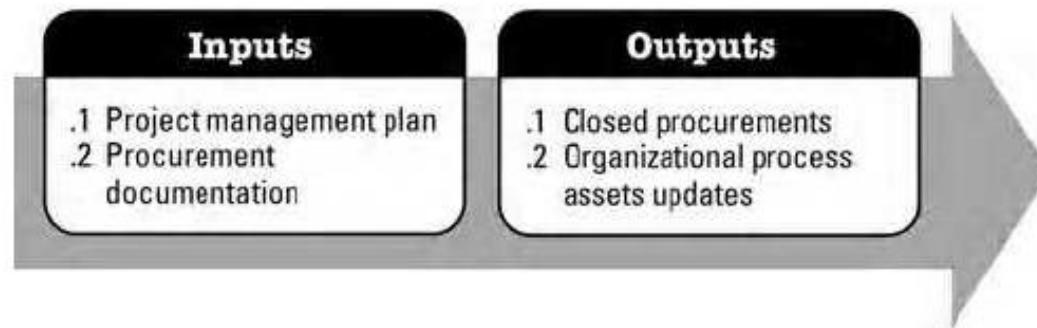 Inputs
.1 Project management plan
.2 Procurement
documentation
Outputs
.1 Closed procurements
.2 Organizational process
assets updates